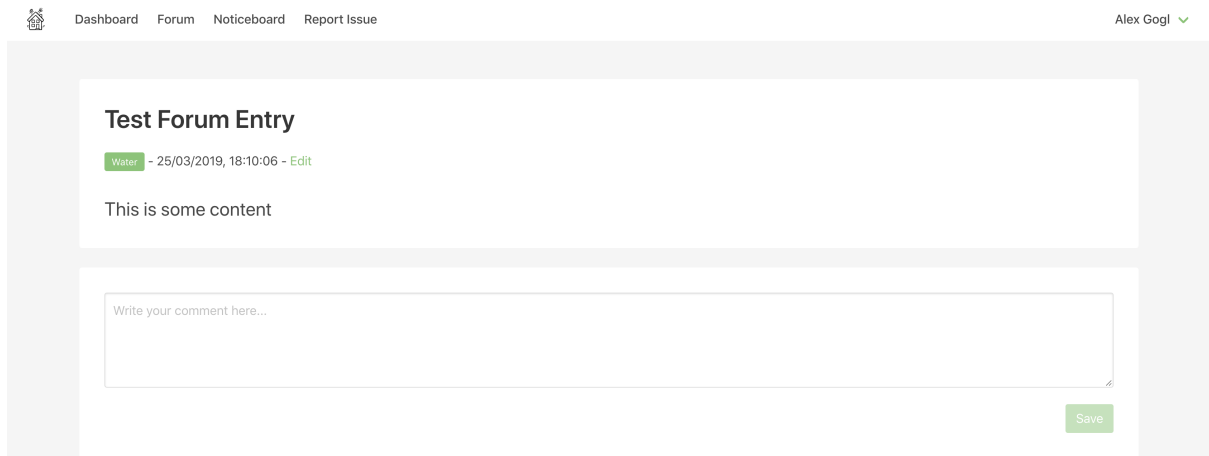 Dashboard Forum Noticeboard Report Issue Alex Gogl
Test Forum Entry
Water - 25/03/2019, 18:10:06 - Edit
This is some content
Write your comment here...
Save